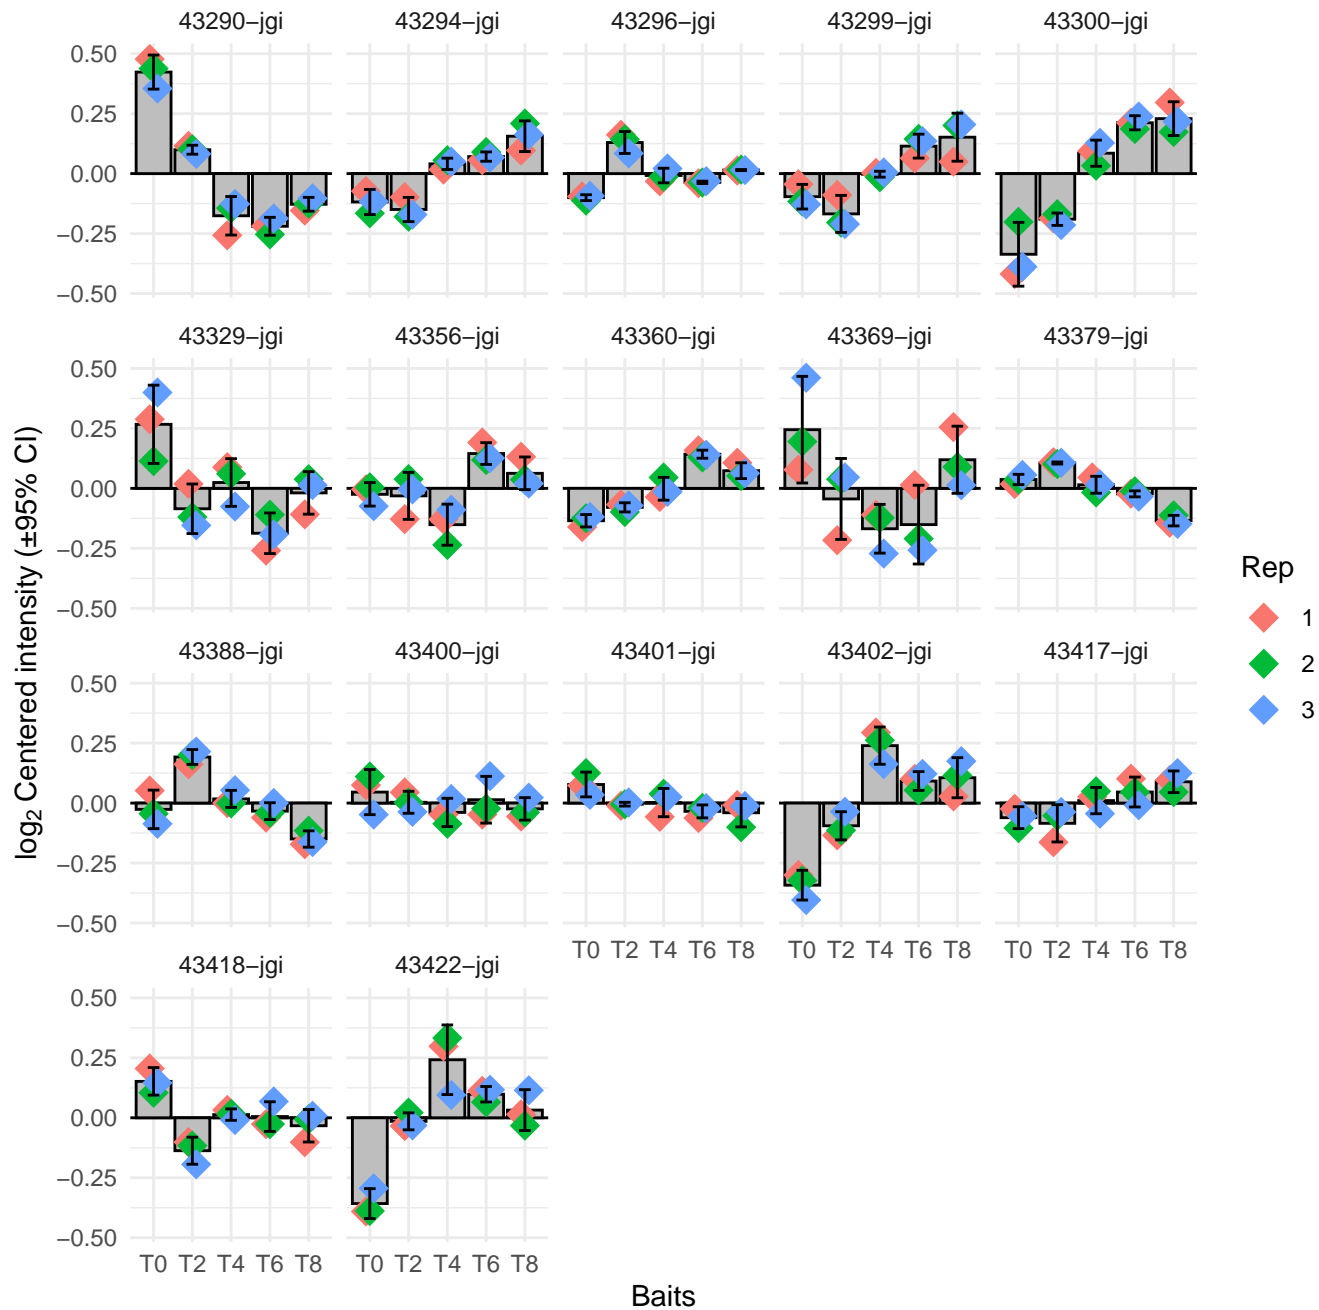 43290−jgi 43294−jgi 43296−jgi 43299−jgi 43300−jgi
0.50
0.25
0.00
−0.25
−0.50
43329−jgi 43356−jgi 43360−jgi 43369−jgi 43379−jgi
0.50
0.25
0.00
−0.25
−0.50
43388−jgi 43400−jgi 43401−jgi 43402−jgi 43417−jgi
0.50
0.25
0.00
−0.25
−0.50
T0 T2 T4 T6 T8 T0 T2 T4 T6 T8 T0 T2 T4 T6 T8
43418−jgi 43422−jgi
0.50
0.25
0.00
−0.25
−0.50
T0 T2 T4 T6 T8 T0 T2 T4 T6 T8
Baits
log₂ Centered intensity (±95% CI)
Rep
1
2
3